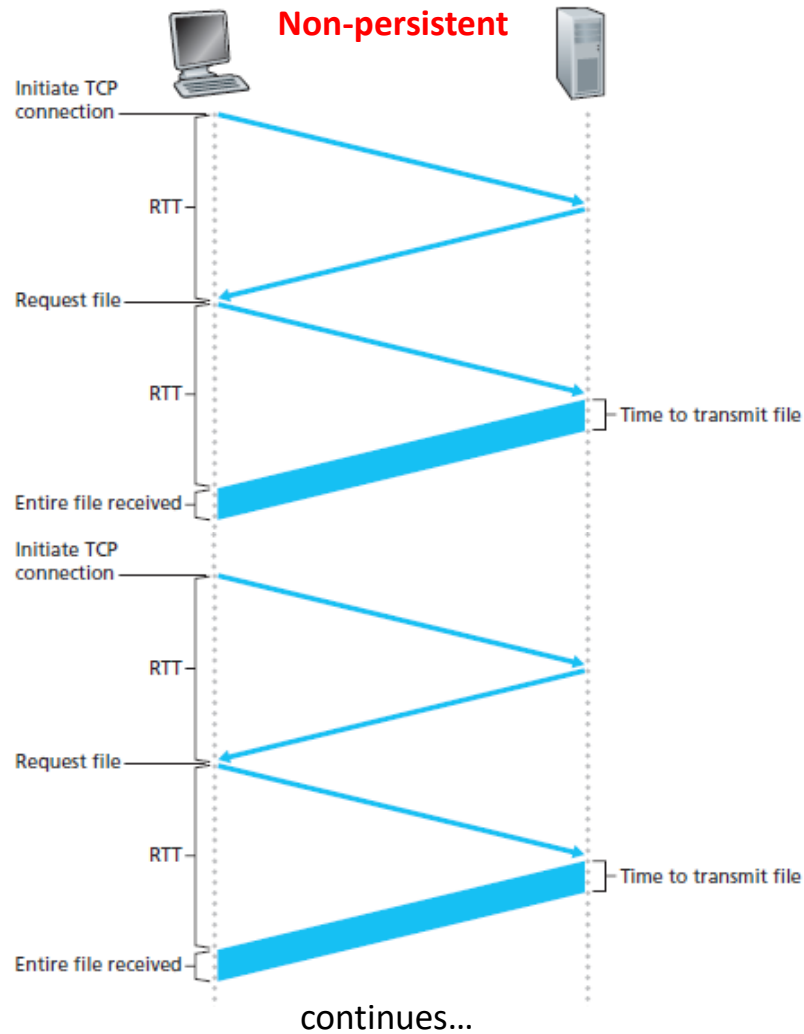 Non-persistent
Initiate TCP
connection
RTT
Request file
RTT
Time to transmit file
Entire file received
Initiate TCP
connection
RTT
Request file
RTT
Time to transmit file
Entire file received
continues...